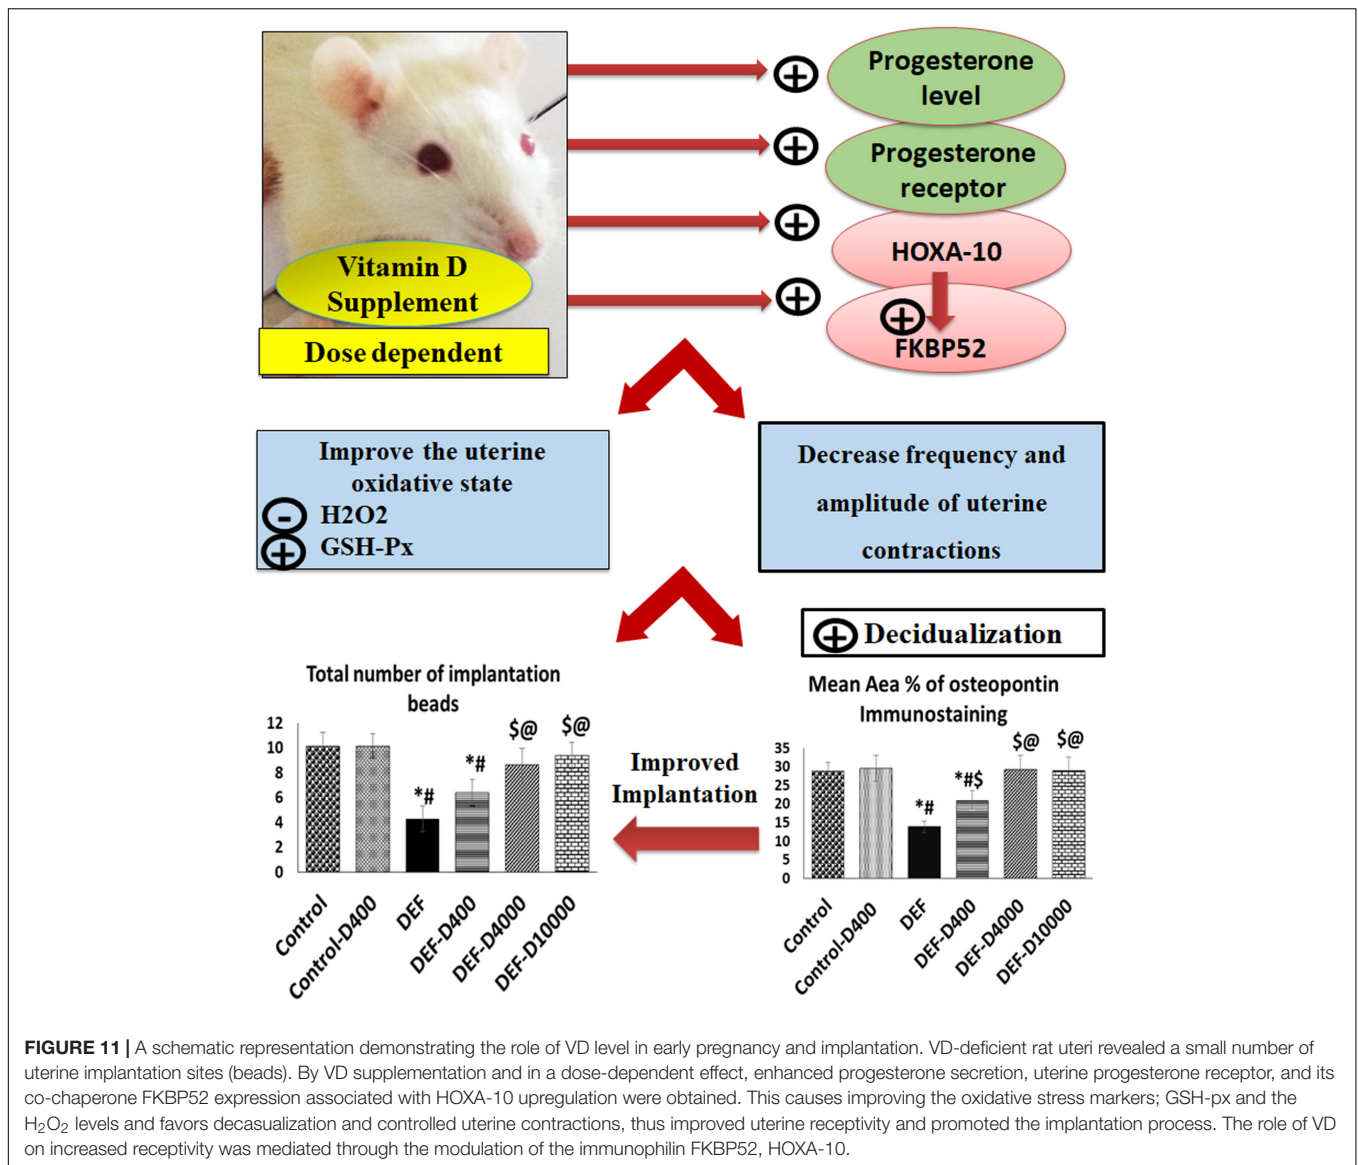 Progesterone
level
Progesterone
receptor
HOXA-10
FKBP52
Vitamin D
Supplement
Dose dependent
Improve the uterine
oxidative state
- H2O2
+ GSH-Px
Decrease frequency and
amplitude of uterine
contractions
+ Decidualization
Total number of implantation
beads
12
10
8
6
4
2
0
*#
*#
$@
$@
Control
Control-D400
DEF
DEF-D400
DEF-D4000
DEF-D10000
Improved
Implantation
Mean Aea % of osteopontin
Immunostaining
35
30
25
20
15
10
5
0
*#
*#$
$@
$@
Control
Control-D400
DEF
DEF-D400
DEF-D4000
DEF-D10000
FIGURE 11 | A schematic representation demonstrating the role of VD level in early pregnancy and implantation. VD-deficient rat uteri revealed a small number of
uterine implantation sites (beads). By VD supplementation and in a dose-dependent effect, enhanced progesterone secretion, uterine progesterone receptor, and its
co-chaperone FKBP52 expression associated with HOXA-10 upregulation were obtained. This causes improving the oxidative stress markers; GSH-px and the
H₂O₂ levels and favors decasualization and controlled uterine contractions, thus improved uterine receptivity and promoted the implantation process. The role of VD
on increased receptivity was mediated through the modulation of the immunophilin FKBP52, HOXA-10.